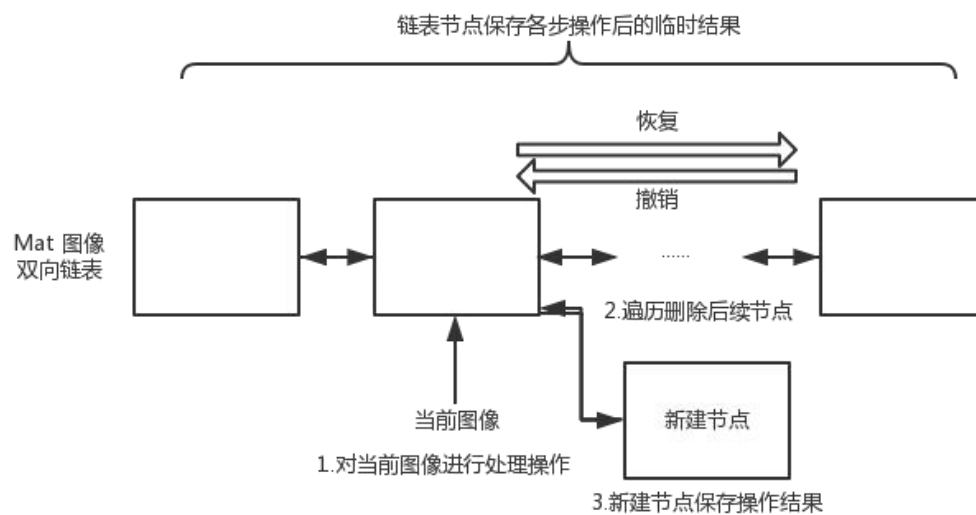 链表节点保存各步操作后的临时结果
恢复
撤销
Mat 图像
双向链表
……
2.遍历删除后续节点
当前图像
新建节点
1.对当前图像进行处理操作
3.新建节点保存操作结果